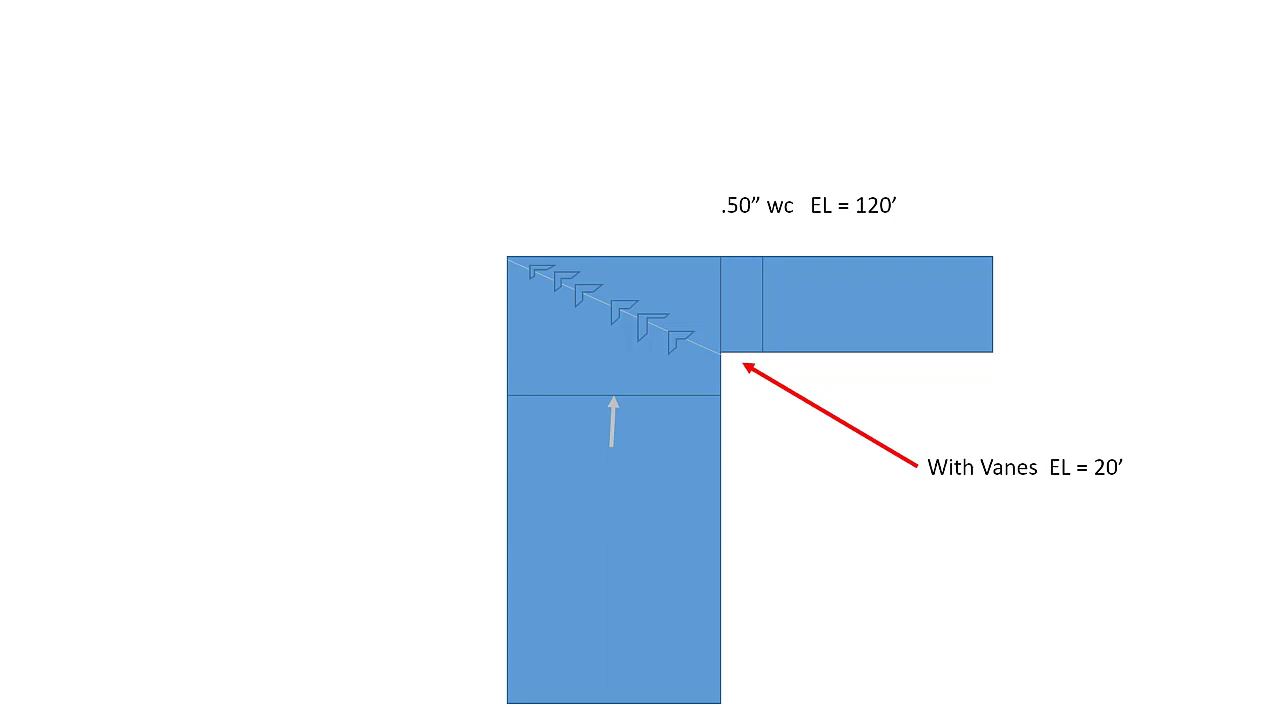 .50” wc   EL = 120’
With Vanes  EL = 20’